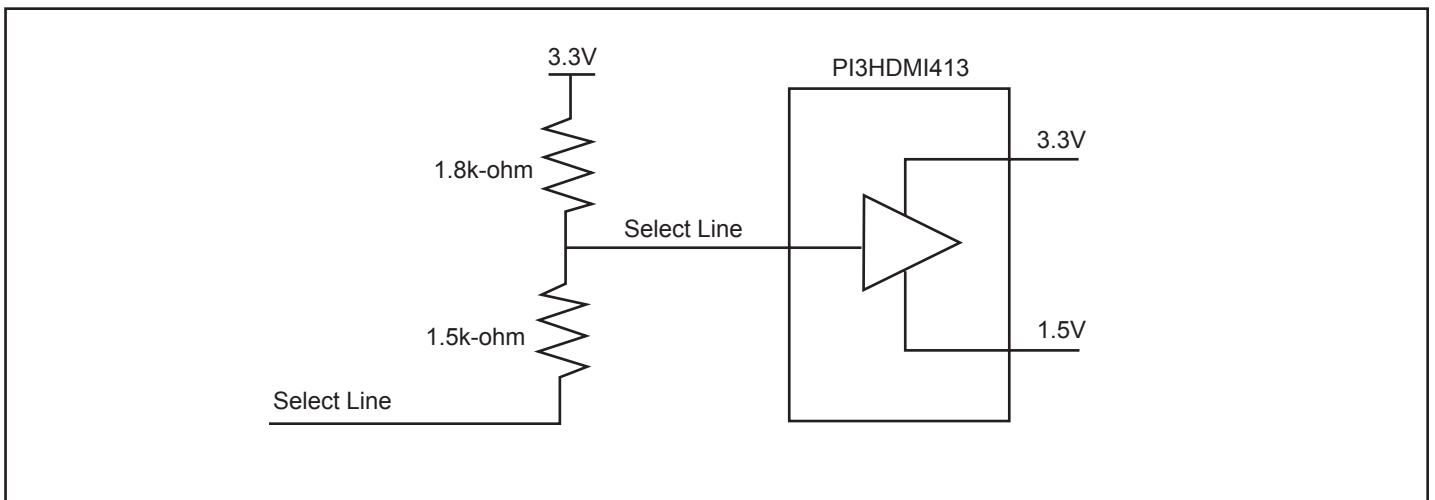 3.3V
PI3HDMI413
3.3V
1.8k-ohm
Select Line
1.5V
1.5k-ohm
Select Line